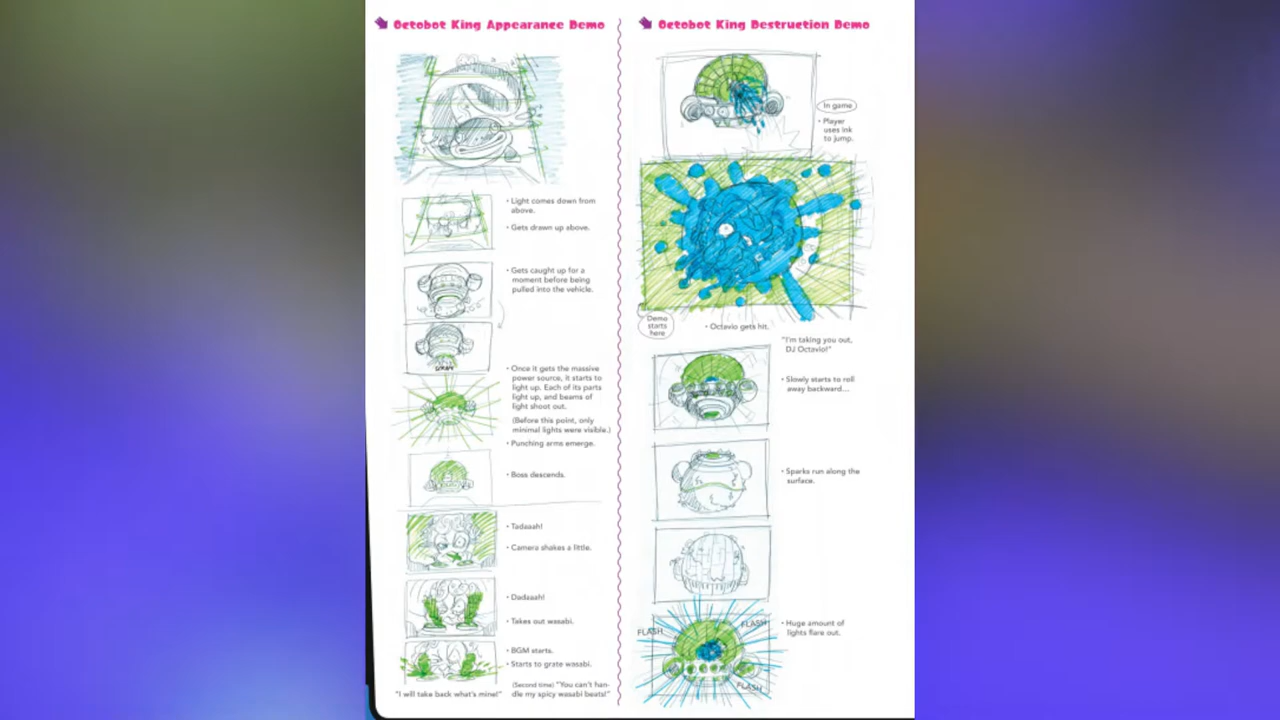 Octobot King Appearance Demo
• Light comes down from
above.
• Gets drawn up above.
• Gets caught up for a
moment before being
pulled into the vehicle.
• Once it gets the massive
power source, it starts to
light up. Each of its parts
light up, and beams of
light shoot out.
(Before this point, only
minimal lights were visible.)
• Punching arms emerge.
• Boss descends.
• Tadaaah!
• Camera shakes a little.
• Dadaaah!
• Takes out wasabi.
• BGM starts.
• Starts to grate wasabi.
"I will take back what's mine!"
(Second time) "You can't han-
dle my spicy wasabi beats!"
Octobot King Destruction Demo
In game
• Player
uses ink
to jump.
Demo
starts
here
• Octavio gets hit.
"I'm taking you out,
DJ Octavio!"
• Slowly starts to roll
away backward...
• Sparks run along the
surface.
• Huge amount of
lights flare out.
FLASH
FLASH
FLASH